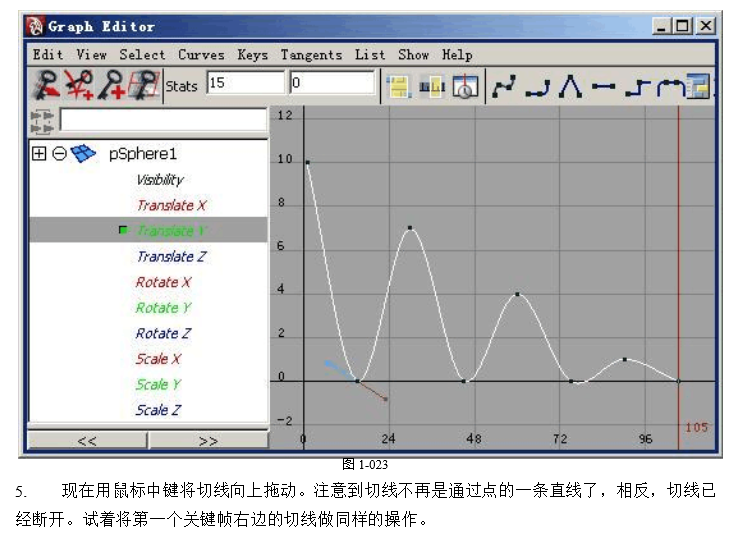 Graph Editor
Edit View Select Curves Keys Tangents List Show Help
Stats 15 0
pSphere1
Visibility
Translate X
Translate Y
Translate Z
Rotate X
Rotate Y
Rotate Z
Scale X
Scale Y
Scale Z
<< >>
12
10
8
6
4
2
0
-2
0 24 48 72 96 105
图 1-023
5. 现在用鼠标中键将切线向上拖动。注意到切线不再是通过点的一条直线了，相反，切线已
经断开。试着将第一个关键帧右边的切线做同样的操作。